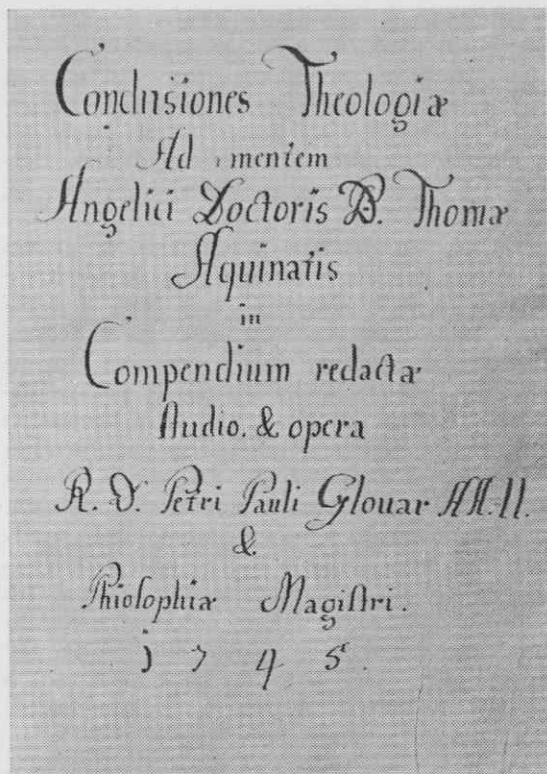 Conclusiones Theologiæ
Ad mentem
Angelici Doctoris D. Thomæ
Aquinatis
in
Compendium redactæ
studio. & opera
R. D. Petri Pauli Glouar AA. ll.
&.
Phiosophiæ Magistri.
1745.